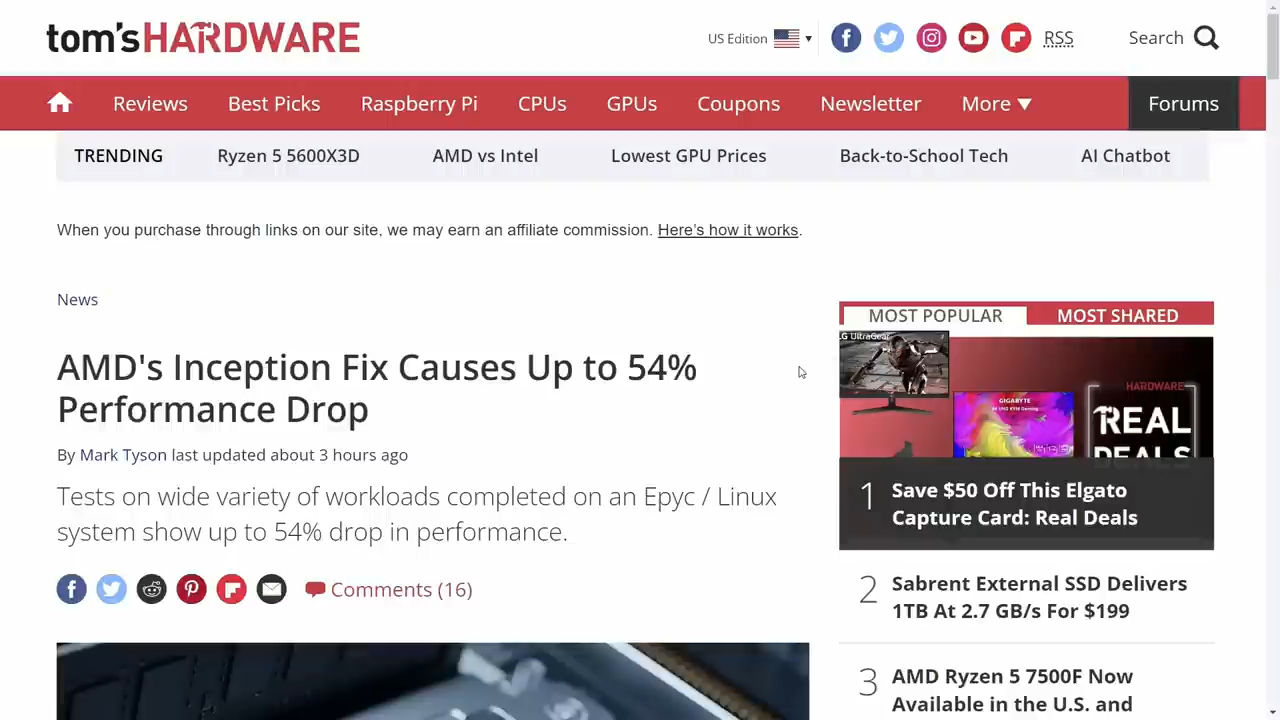 tom's HARDWARE
US Edition
RSS
Search
Reviews
Best Picks
Raspberry Pi
CPUs
GPUs
Coupons
Newsletter
More
Forums
TRENDING
Ryzen 5 5600X3D
AMD vs Intel
Lowest GPU Prices
Back-to-School Tech
AI Chatbot
When you purchase through links on our site, we may earn an affiliate commission. Here's how it works.
News
AMD's Inception Fix Causes Up to 54%
Performance Drop
By Mark Tyson last updated about 3 hours ago
Tests on wide variety of workloads completed on an Epyc / Linux
system show up to 54% drop in performance.
Comments (16)
MOST POPULAR
MOST SHARED
LG UltraGear
GIGABYTE
HARDWARE
REAL
DEALS
1
Save $50 Off This Elgato
Capture Card: Real Deals
2
Sabrent External SSD Delivers
1TB At 2.7 GB/s For $199
3
AMD Ryzen 5 7500F Now
Available in the U.S. and